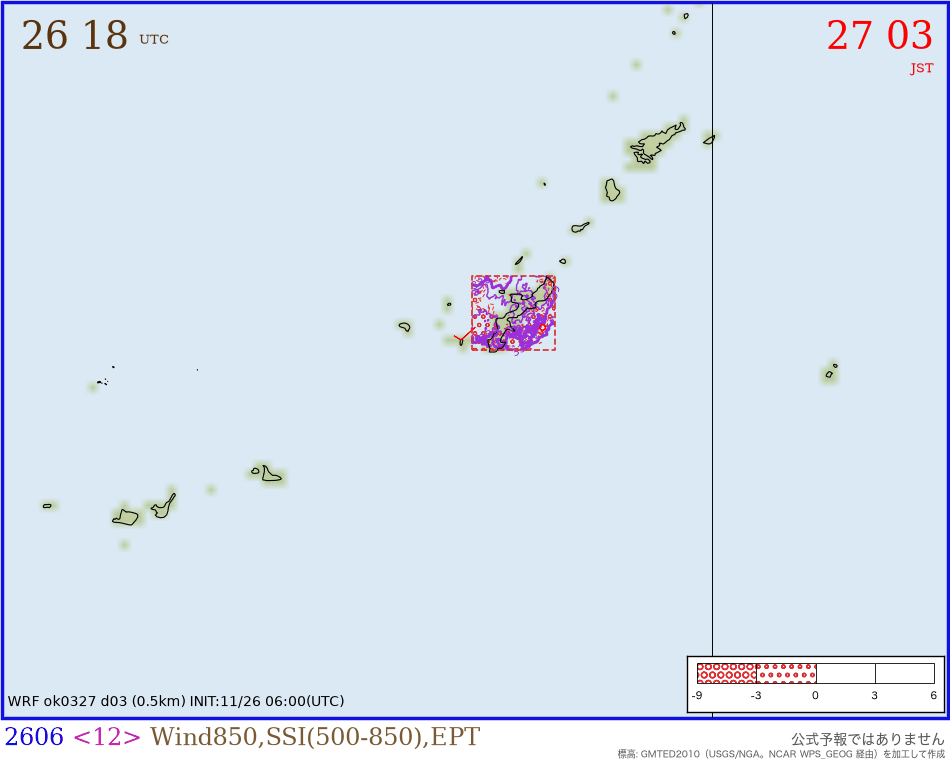 26 18 UTC
27 03
JST
-9 -3 0 3 6
WRF ok0327 d03 (0.5km) INIT:11/26 06:00(UTC)
2606 <12> Wind850,SSI(500-850),EPT
公式予報ではありません
標高: GMTED2010（USGS/NGA。NCAR WPS_GEOG 経由）を加工して作成